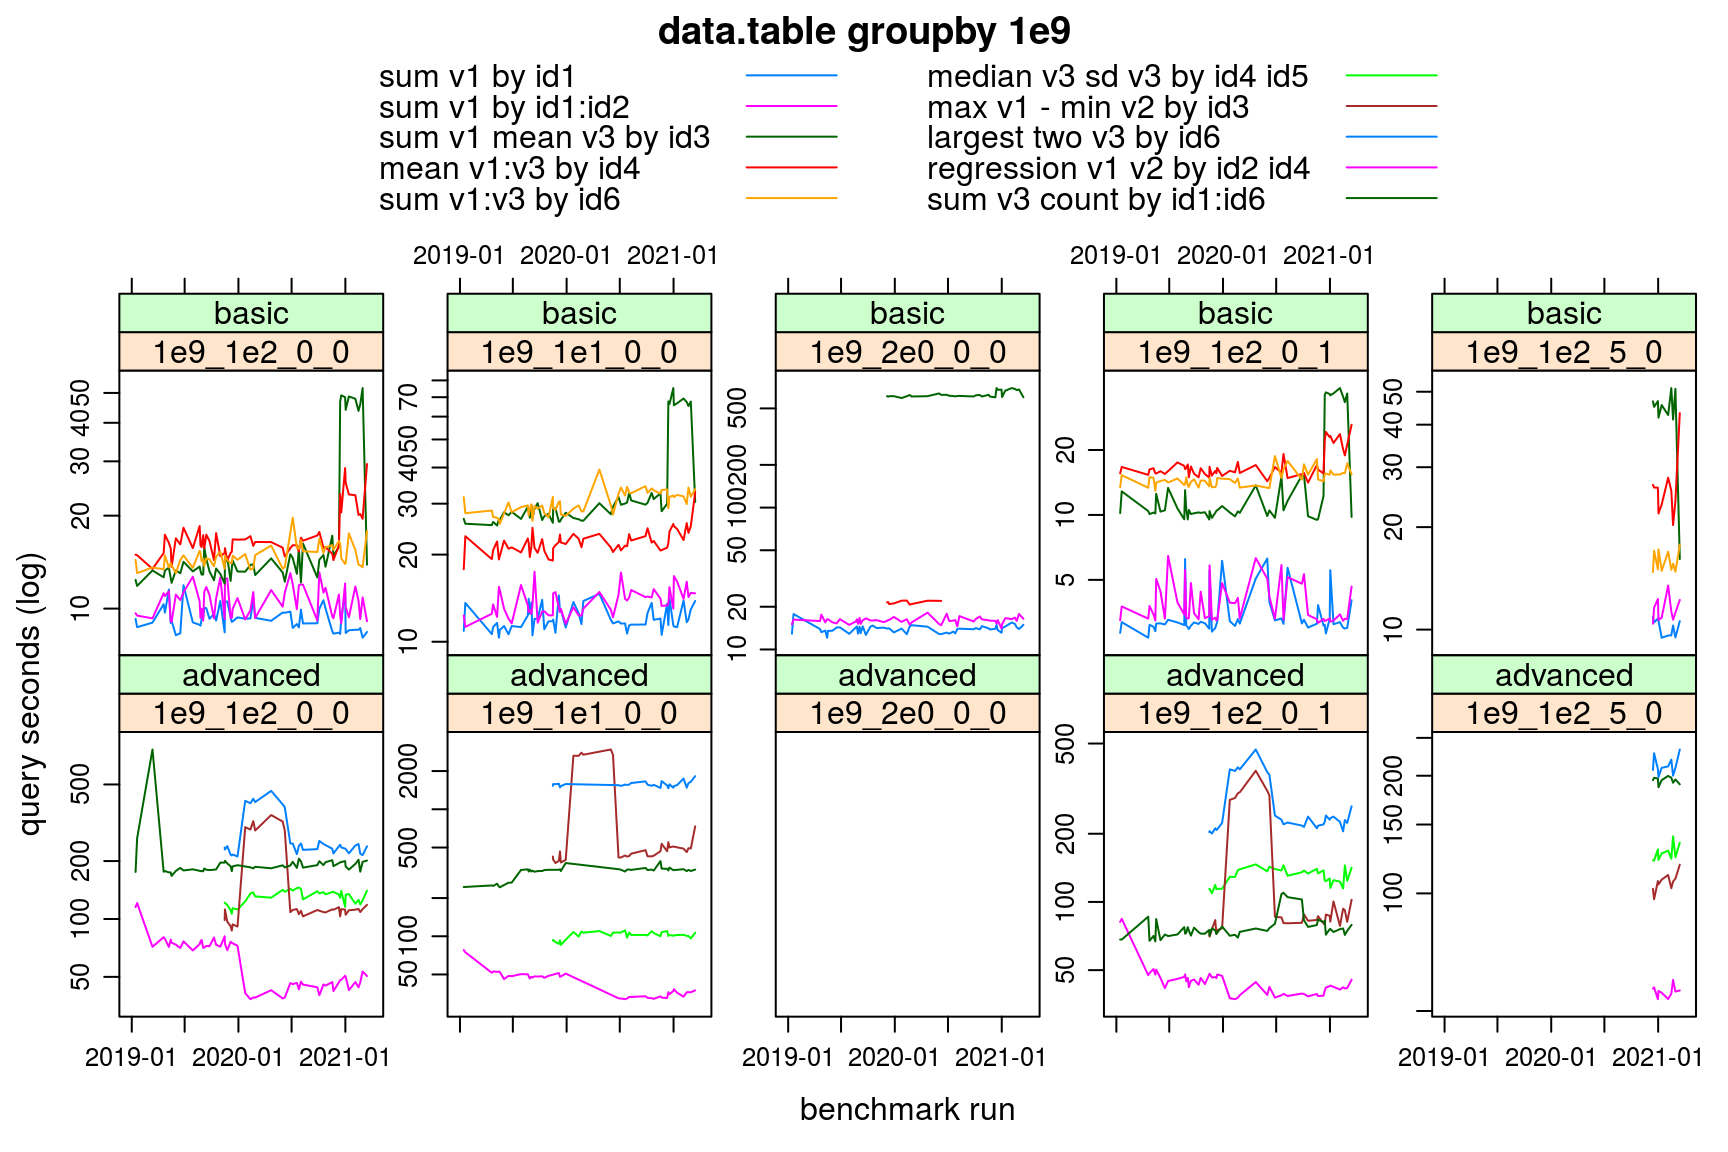 data.table groupby 1e9
sum v1 by id1
sum v1 by id1:id2
sum v1 mean v3 by id3
mean v1:v3 by id4
sum v1:v3 by id6
median v3 sd v3 by id4 id5
max v1 - min v2 by id3
largest two v3 by id6
regression v1 v2 by id2 id4
sum v3 count by id1:id6
2019-01 2020-01 2021-01
2019-01 2020-01 2021-01
basic basic basic basic basic
1e9_1e2_0_0 1e9_1e1_0_0 1e9_2e0_0_0 1e9_1e2_0_1 1e9_1e2_5_0
10 20 30 40 50
10 20 30 40 50 70
10 20 50 100 200 500
5 10 20
10 20 30 40 50
advanced advanced advanced advanced advanced
1e9_1e2_0_0 1e9_1e1_0_0 1e9_2e0_0_0 1e9_1e2_0_1 1e9_1e2_5_0
50 100 200 500
50 100 500 2000
50 100 200 500
100 150 200
2019-01 2020-01 2021-01
2019-01 2020-01 2021-01
2019-01 2020-01 2021-01
query seconds (log)
benchmark run